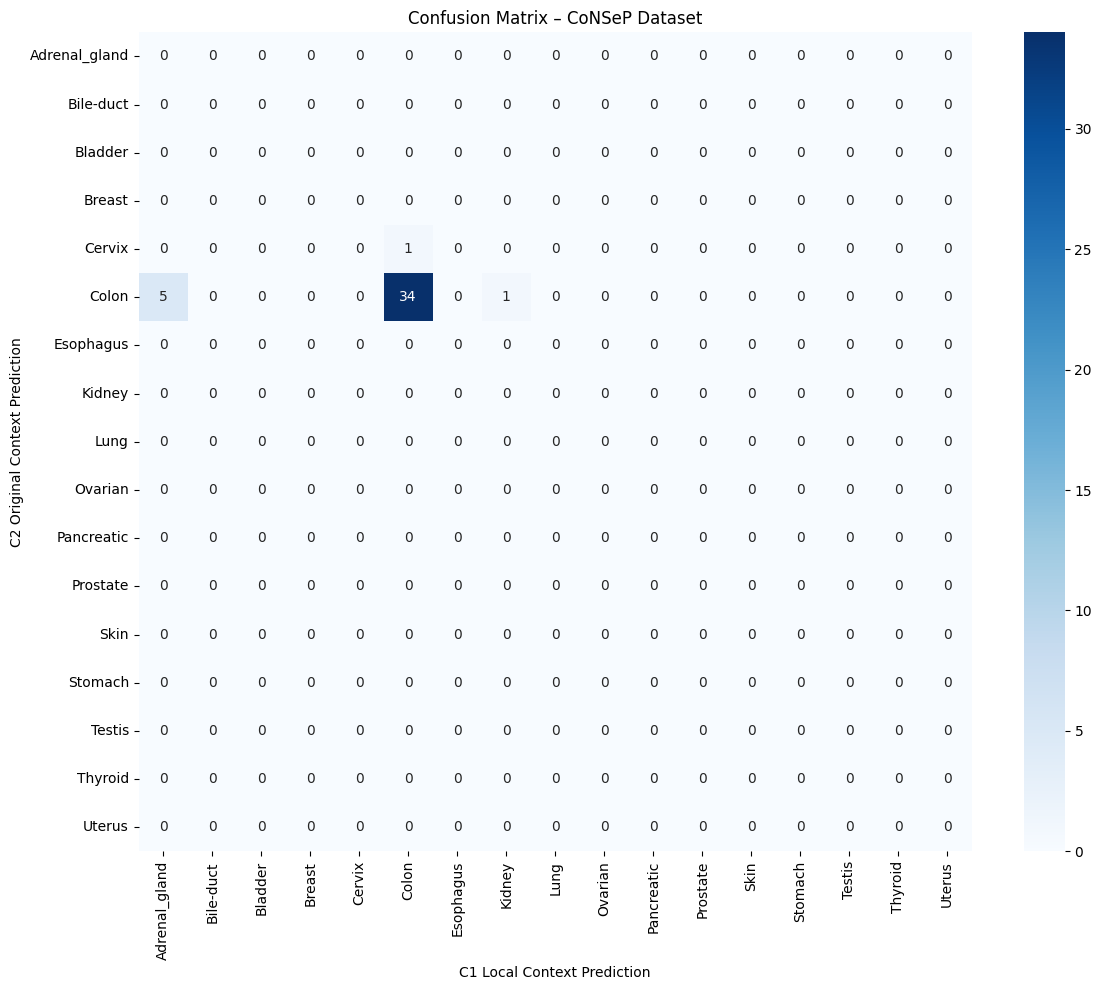 Confusion Matrix – CoNSeP Dataset
Adrenal_gland 0 0 0 0 0 0 0 0 0 0 0 0 0 0 0 0 0
Bile-duct 0 0 0 0 0 0 0 0 0 0 0 0 0 0 0 0 0
Bladder 0 0 0 0 0 0 0 0 0 0 0 0 0 0 0 0 0
Breast 0 0 0 0 0 0 0 0 0 0 0 0 0 0 0 0 0
Cervix 0 0 0 0 0 1 0 0 0 0 0 0 0 0 0 0 0
Colon 5 0 0 0 0 34 0 1 0 0 0 0 0 0 0 0 0
Esophagus 0 0 0 0 0 0 0 0 0 0 0 0 0 0 0 0 0
Kidney 0 0 0 0 0 0 0 0 0 0 0 0 0 0 0 0 0
Lung 0 0 0 0 0 0 0 0 0 0 0 0 0 0 0 0 0
Ovarian 0 0 0 0 0 0 0 0 0 0 0 0 0 0 0 0 0
Pancreatic 0 0 0 0 0 0 0 0 0 0 0 0 0 0 0 0 0
Prostate 0 0 0 0 0 0 0 0 0 0 0 0 0 0 0 0 0
Skin 0 0 0 0 0 0 0 0 0 0 0 0 0 0 0 0 0
Stomach 0 0 0 0 0 0 0 0 0 0 0 0 0 0 0 0 0
Testis 0 0 0 0 0 0 0 0 0 0 0 0 0 0 0 0 0
Thyroid 0 0 0 0 0 0 0 0 0 0 0 0 0 0 0 0 0
Uterus 0 0 0 0 0 0 0 0 0 0 0 0 0 0 0 0 0
C2 Original Context Prediction
Adrenal_gland
Bile-duct
Bladder
Breast
Cervix
Colon
Esophagus
Kidney
Lung
Ovarian
Pancreatic
Prostate
Skin
Stomach
Testis
Thyroid
Uterus
C1 Local Context Prediction
30
25
20
15
10
5
0